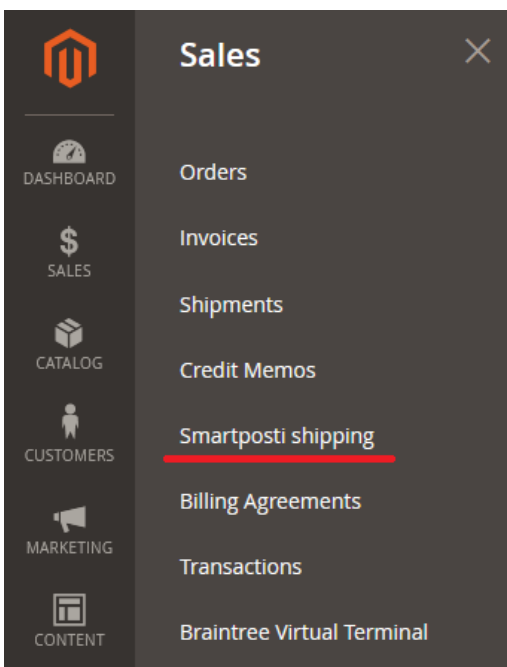 Sales
DASHBOARD
SALES
CATALOG
CUSTOMERS
MARKETING
CONTENT
Orders
Invoices
Shipments
Credit Memos
Smartposti shipping
Billing Agreements
Transactions
Braintree Virtual Terminal